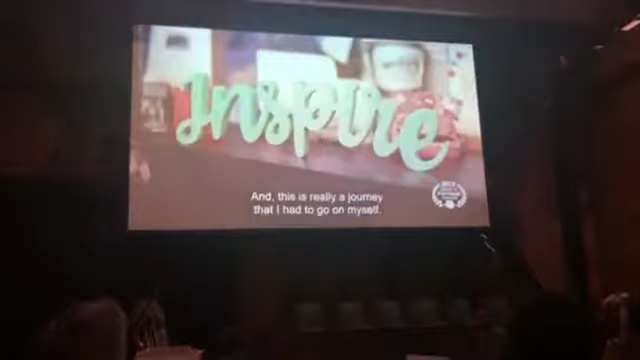 Inspire
And, this is really a journey
that I had to go on myself.